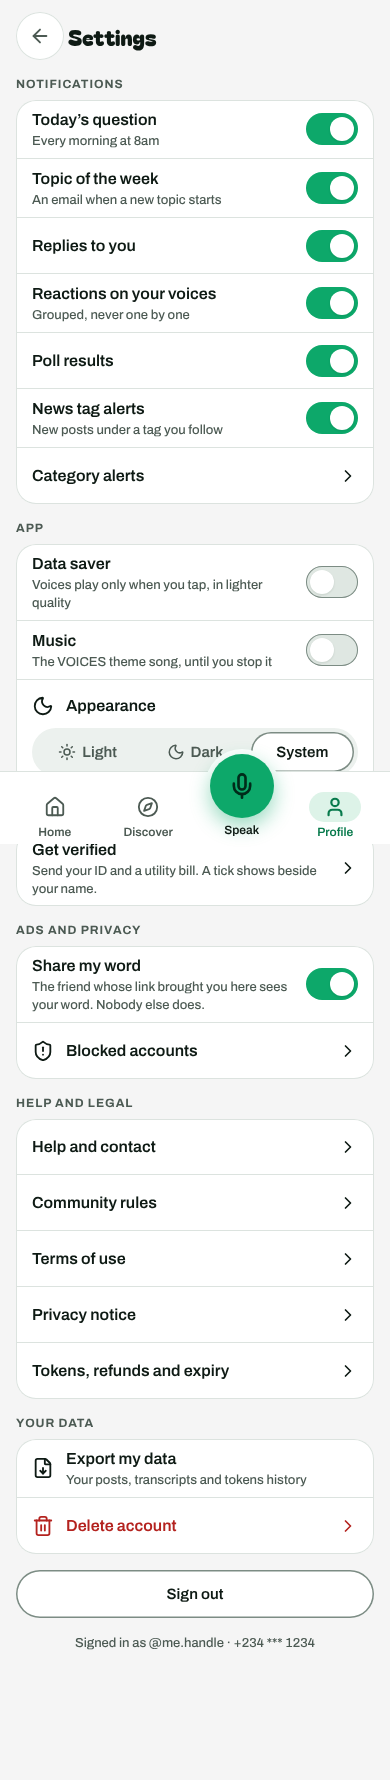 Settings
NOTIFICATIONS
Today's question
Every morning at 8am
Topic of the week
An email when a new topic starts
Replies to you
Reactions on your voices
Grouped, never one by one
Poll results
News tag alerts
New posts under a tag you follow
Category alerts
APP
Data saver
Voices play only when you tap, in lighter
quality
Music
The VOICES theme song, until you stop it
Appearance
Light
Dark
System
Home
Discover
Speak
Profile
Get verified
Send your ID and a utility bill. A tick shows beside
your name.
ADS AND PRIVACY
Share my word
The friend whose link brought you here sees
your word. Nobody else does.
Blocked accounts
HELP AND LEGAL
Help and contact
Community rules
Terms of use
Privacy notice
Tokens, refunds and expiry
YOUR DATA
Export my data
Your posts, transcripts and tokens history
Delete account
Sign out
Signed in as @me.handle · +234 *** 1234